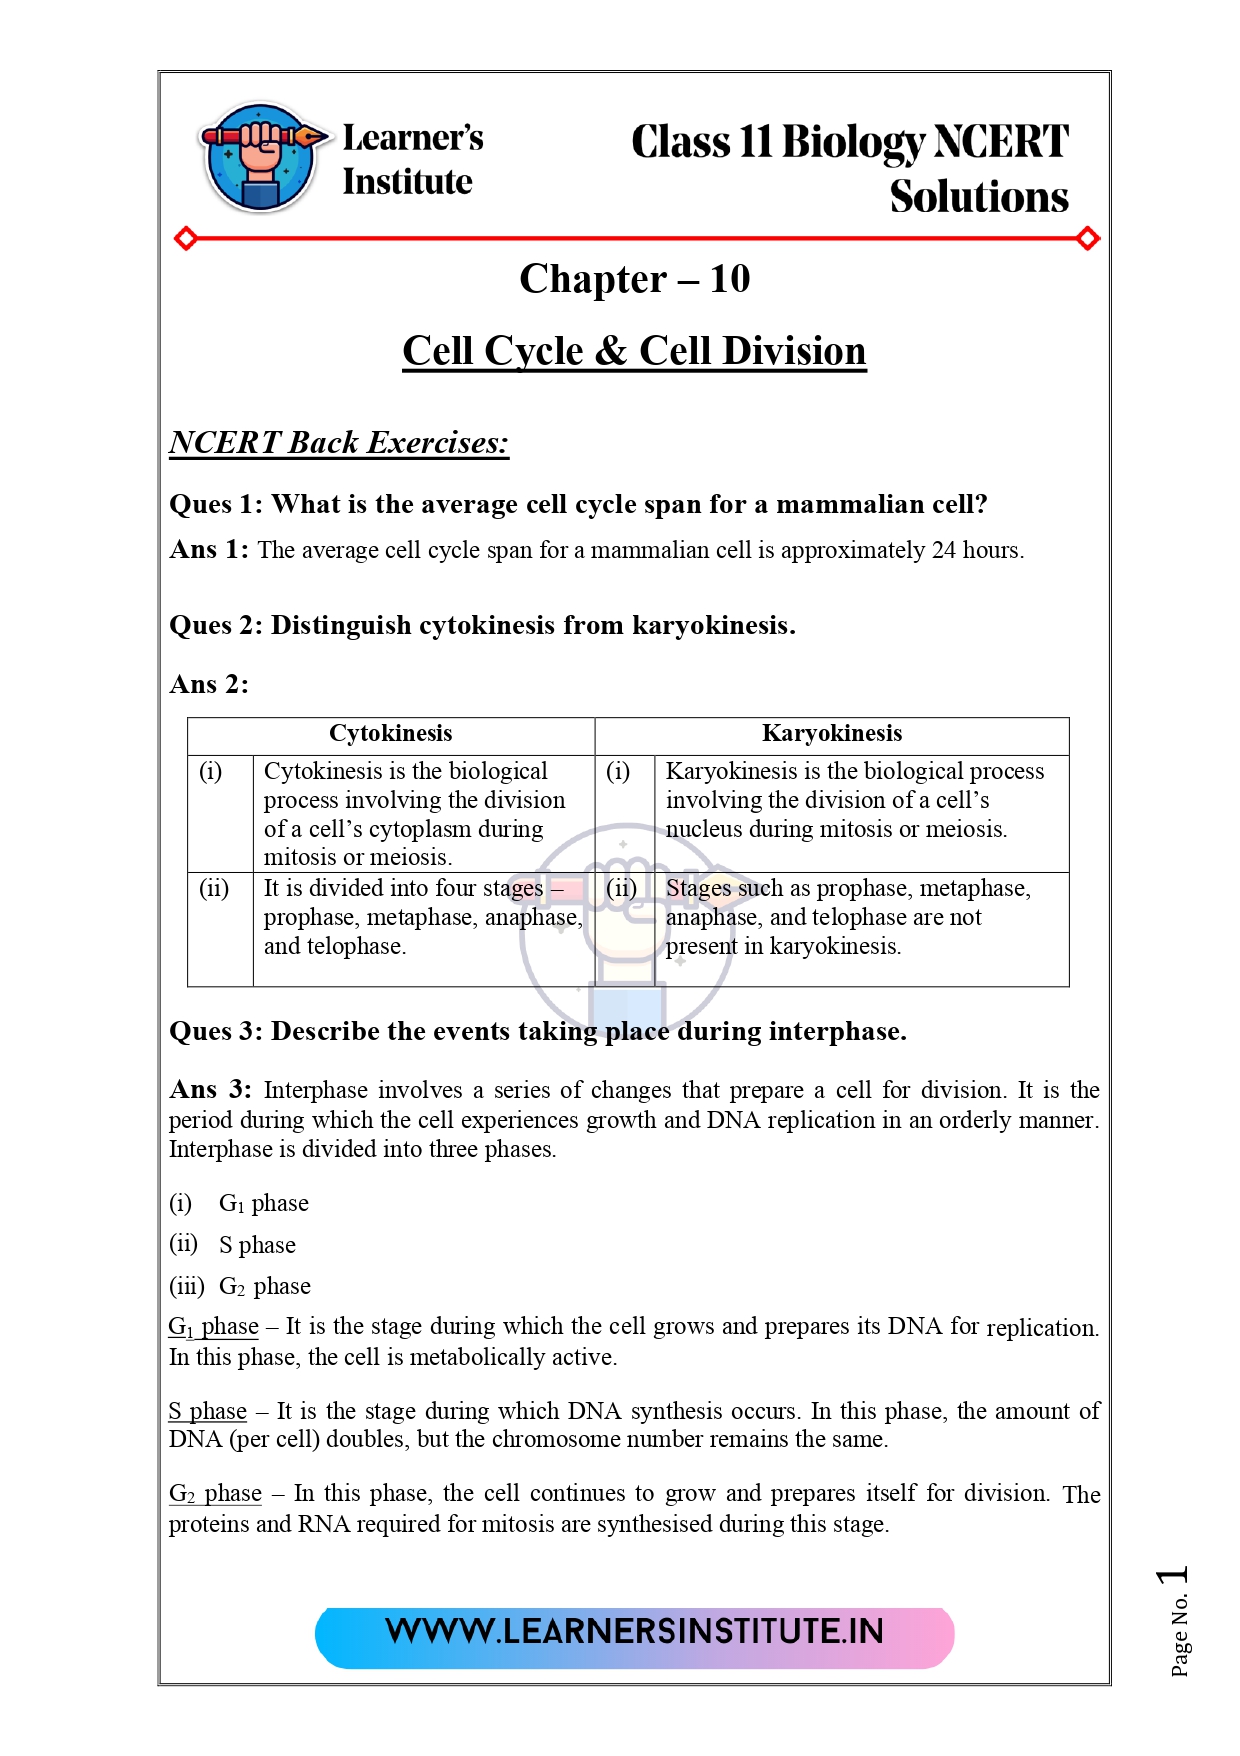 Learner's
Institute
Class 11 Biology NCERT
Solutions
Chapter – 10
Cell Cycle & Cell Division
NCERT Back Exercises:
Ques 1: What is the average cell cycle span for a mammalian cell?
Ans 1: The average cell cycle span for a mammalian cell is approximately 24 hours.
Ques 2: Distinguish cytokinesis from karyokinesis.
Ans 2:
Cytokinesis Karyokinesis
(i) Cytokinesis is the biological
process involving the division
of a cell's cytoplasm during
mitosis or meiosis.
(i) Karyokinesis is the biological process
involving the division of a cell's
nucleus during mitosis or meiosis.
(ii) It is divided into four stages –
prophase, metaphase, anaphase,
and telophase.
(ii) Stages such as prophase, metaphase,
anaphase, and telophase are not
present in karyokinesis.
Ques 3: Describe the events taking place during interphase.
Ans 3: Interphase involves a series of changes that prepare a cell for division. It is the
period during which the cell experiences growth and DNA replication in an orderly manner.
Interphase is divided into three phases.
(i) G₁ phase
(ii) S phase
(iii) G₂ phase
G₁ phase – It is the stage during which the cell grows and prepares its DNA for replication.
In this phase, the cell is metabolically active.
S phase – It is the stage during which DNA synthesis occurs. In this phase, the amount of
DNA (per cell) doubles, but the chromosome number remains the same.
G₂ phase – In this phase, the cell continues to grow and prepares itself for division. The
proteins and RNA required for mitosis are synthesised during this stage.
WWW.LEARNERSINSTITUTE.IN
Page No. 1